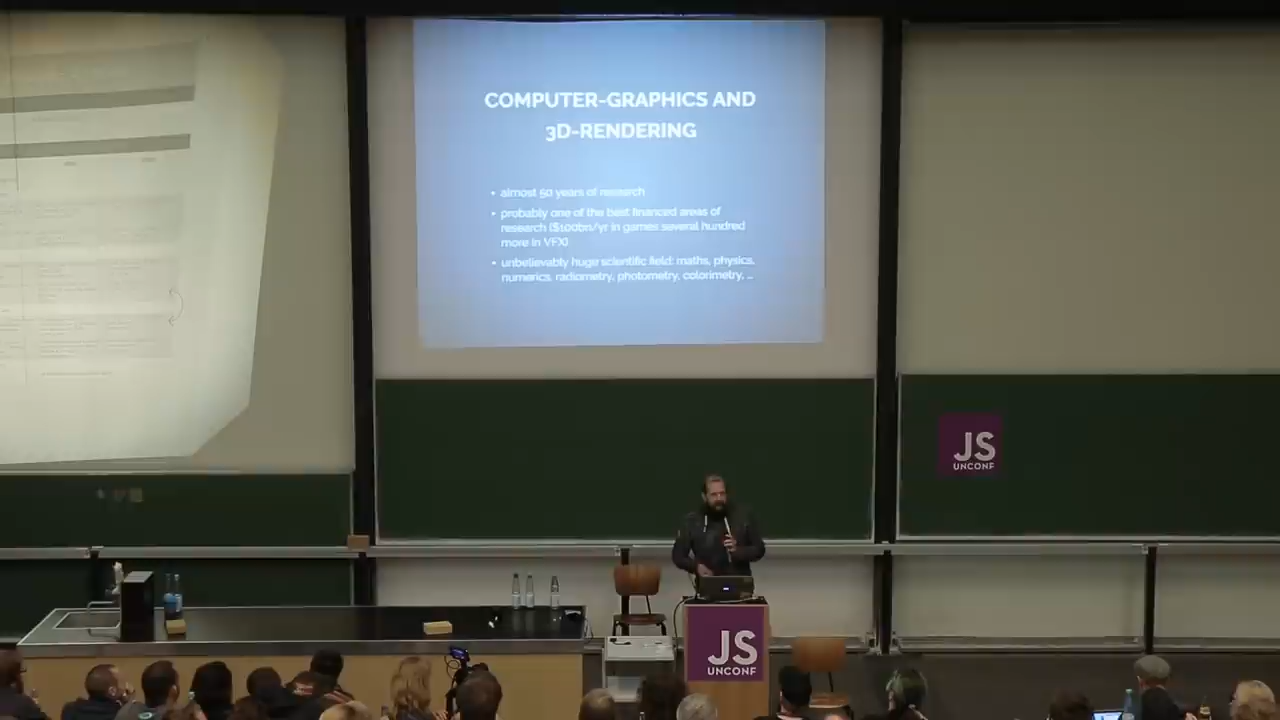 COMPUTER-GRAPHICS AND
3D-RENDERING
• almost 50 years of research
• probably one of the best financed areas of
research ($100bn/yr in games several hundred
more in VFX)
• unbelievably huge scientific field: maths, physics,
numerics, radiometry, photometry, colorimetry, ...
JS
UNCONF
JS
UNCONF